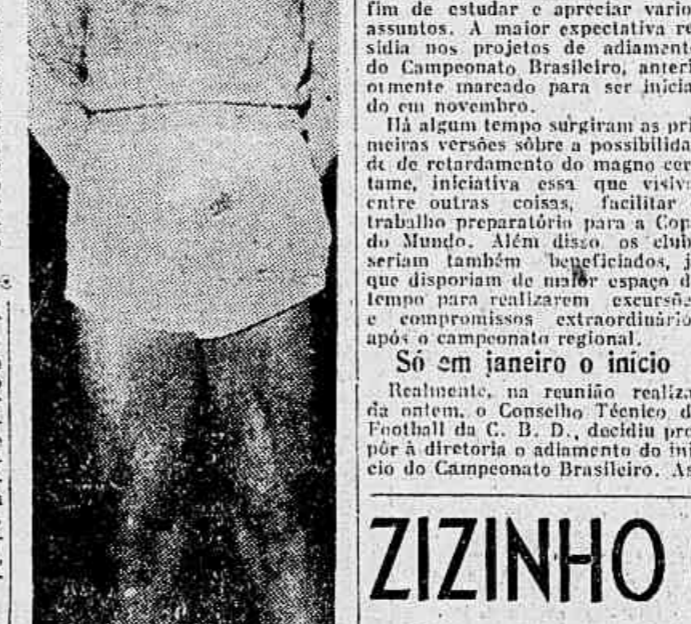 fim de estudar e apreciar vario
assuntos. A maior expectativa re
sidia nos projetos de adiamento
do Campeonato Brasileiro, anteri
ormente marcado para ser inicia
do em novembro.
Há algum tempo surgiram as pri
meiras versões sôbre a possibilida
de de retardamento do magno cer
tame, iniciativa essa que visiva
entre outras coisas, facilitar
trabalho preparatório para a Cop
do Mundo. Além disso, os club
seriam também beneficiados, j
que disporiam de maior espaço d
tempo para realizarem excursõe
e compromissos extraordinário
após o campeonato regional.
Só em janeiro o início
Realmente, na reunião realiza
da ontem, o Conselho Técnico d
Football da C. B. D., decidiu pro
pôr à diretoria o adiamento do ini
cio do Campeonato Brasileiro. As
ZIZINHO